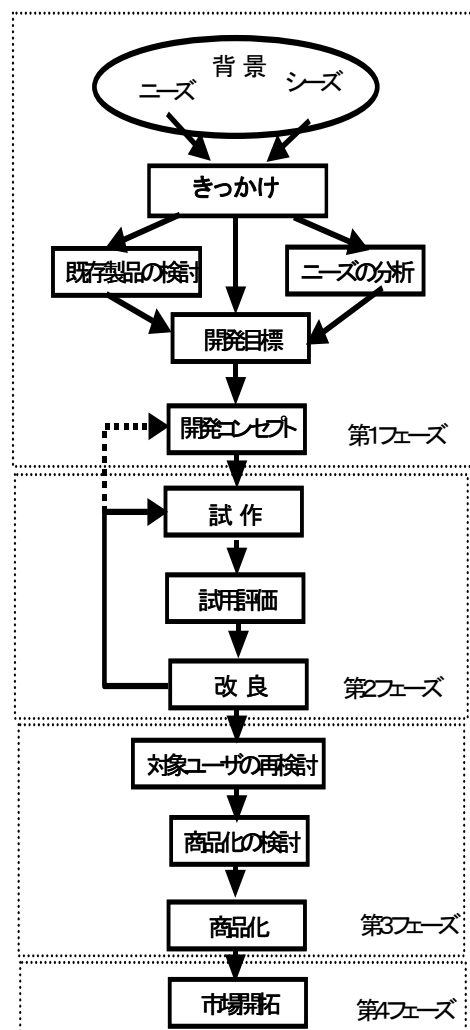 背 景
ニーズ
シーズ
きっかけ
既存製品の検討
ニーズの分析
開発目標
開発コンセプト
第1フェーズ
試 作
試用評価
改 良
第2フェーズ
対象ユーザの再検討
商品化の検討
商品化
第3フェーズ
市場開拓
第4フェーズ